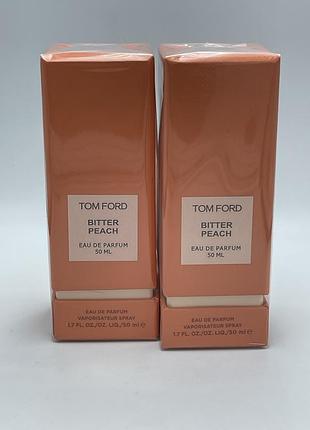 TOM FORD
BITTER
PEACH
EAU DE PARFUM
50 ML
EAU DE PARFUM
VAPORISATEUR SPRAY
1.7 FL. OZ./OZ. LIQ./50 ml ℮
TOM FORD
BITTER
PEACH
EAU DE PARFUM
50 ML
EAU DE PARFUM
VAPORISATEUR SPRAY
1.7 FL. OZ./OZ. LIQ./50 ml ℮